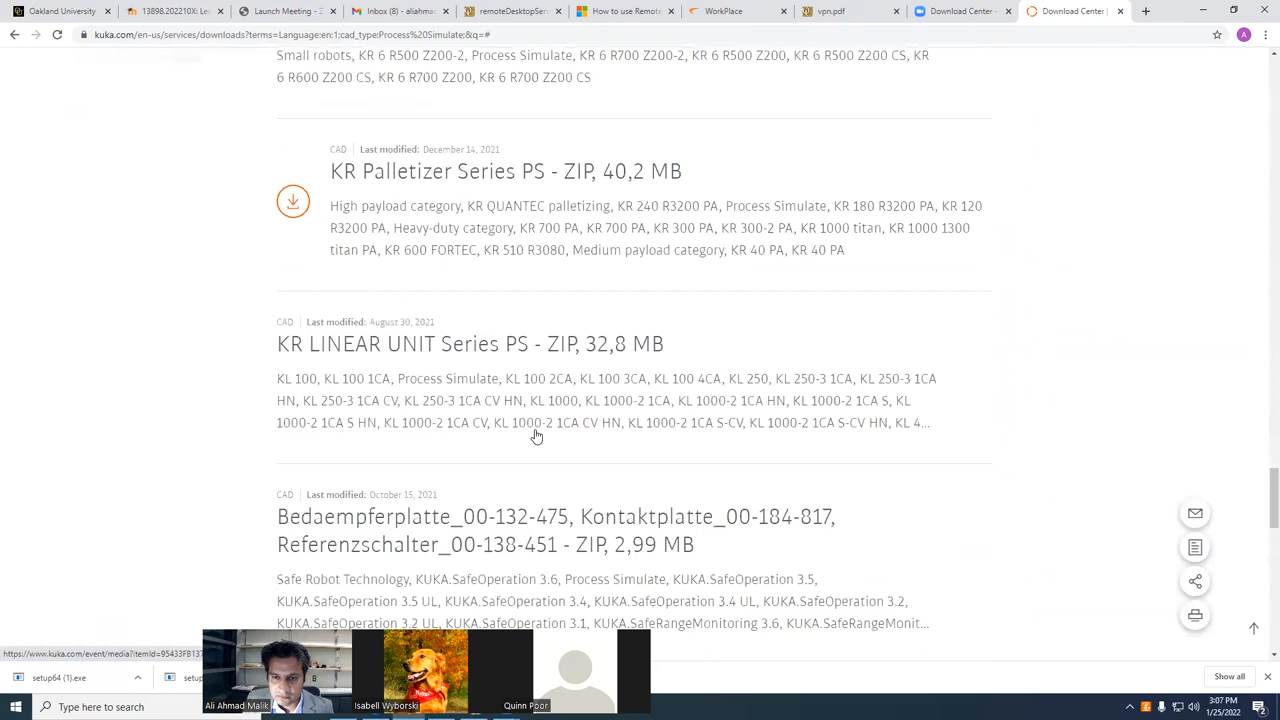 Oakland University
13898.202210: X Le
Launch Meeting - Z
Inbox - aliahmadm
remoteDesktopSe
How to use Remote
WorkPlace
vpn.pdf
Download Center |
Download Center |
kuka.com/en-us/services/downloads?terms=Language:en:1;cad_type:Process%20Simulate;&q=#
A
Small robots, KR 6 R500 Z200-2, Process Simulate, KR 6 R700 Z200-2, KR 6 R500 Z200, KR 6 R500 Z200 CS, KR
6 R600 Z200 CS, KR 6 R700 Z200, KR 6 R700 Z200 CS
CAD | Last modified: December 14, 2021
KR Palletizer Series PS - ZIP, 40,2 MB
High payload category, KR QUANTEC palletizing, KR 240 R3200 PA, Process Simulate, KR 180 R3200 PA, KR 120
R3200 PA, Heavy-duty category, KR 700 PA, KR 700 PA, KR 300 PA, KR 300-2 PA, KR 1000 titan, KR 1000 1300
titan PA, KR 600 FORTEC, KR 510 R3080, Medium payload category, KR 40 PA, KR 40 PA
CAD | Last modified: August 30, 2021
KR LINEAR UNIT Series PS - ZIP, 32,8 MB
KL 100, KL 100 1CA, Process Simulate, KL 100 2CA, KL 100 3CA, KL 100 4CA, KL 250, KL 250-3 1CA, KL 250-3 1CA
HN, KL 250-3 1CA CV, KL 250-3 1CA CV HN, KL 1000, KL 1000-2 1CA, KL 1000-2 1CA HN, KL 1000-2 1CA S, KL
1000-2 1CA S HN, KL 1000-2 1CA CV, KL 1000-2 1CA CV HN, KL 1000-2 1CA S-CV, KL 1000-2 1CA S-CV HN, KL 4...
CAD | Last modified: October 15, 2021
Bedaempferplatte_00-132-475, Kontaktplatte_00-184-817,
Referenzschalter_00-138-451 - ZIP, 2,99 MB
Safe Robot Technology, KUKA.SafeOperation 3.6, Process Simulate, KUKA.SafeOperation 3.5,
KUKA.SafeOperation 3.5 UL, KUKA.SafeOperation 3.4, KUKA.SafeOperation 3.4 UL, KUKA.SafeOperation 3.2,
KUKA.SafeOperation 3.2 UL, KUKA.SafeOperation 3.1, KUKA.SafeRangeMonitoring 3.6, KUKA.SafeRangeMonit...
https://www.kuka.com/event/media?itemId=95433FB137
setup64 (1).exe
setup
Show all
Ali Ahmad Malik
Isabell Wyborski
Quinn Poor
Type here to search
3:07 PM
1/25/2022